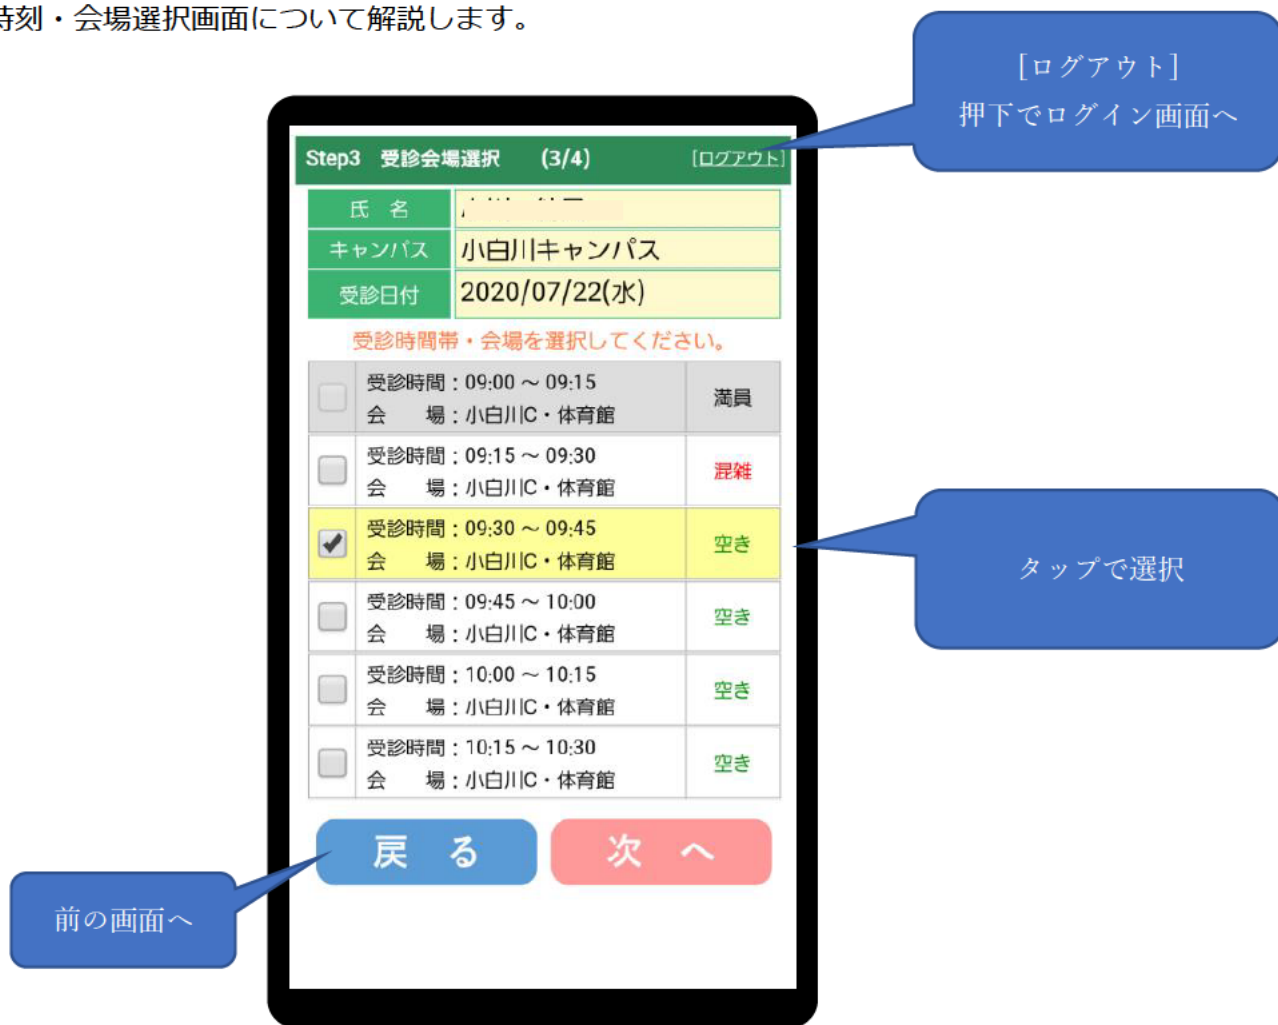 時刻・会場選択画面について解説します。
[ログアウト]
押下でログイン画面へ
Step3 受診会場選択 (3/4) [ログアウト]
氏 名
キャンパス 小白川キャンパス
受診日付 2020/07/22(水)
受診時間帯・会場を選択してください。
受診時間：09:00 ～ 09:15
会 場：小白川C・体育館
満員
受診時間：09:15 ～ 09:30
会 場：小白川C・体育館
混雑
受診時間：09:30 ～ 09:45
会 場：小白川C・体育館
空き
タップで選択
受診時間：09:45 ～ 10:00
会 場：小白川C・体育館
空き
受診時間：10:00 ～ 10:15
会 場：小白川C・体育館
空き
受診時間：10:15 ～ 10:30
会 場：小白川C・体育館
空き
戻 る 次 へ
前の画面へ